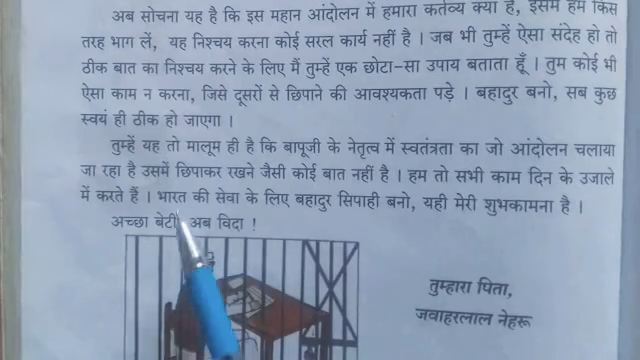 अब सोचना यह है कि इस महान आंदोलन में हमारा कर्तव्य क्या है, इसमें हम किस
तरह भाग लें, यह निश्चय करना कोई सरल कार्य नहीं है । जब भी तुम्हें ऐसा संदेह हो तो
ठीक बात का निश्चय करने के लिए मैं तुम्हें एक छोटा-सा उपाय बताता हूँ । तुम कोई भी
ऐसा काम न करना, जिसे दूसरों से छिपाने की आवश्यकता पड़े । बहादुर बनो, सब कुछ
स्वयं ही ठीक हो जाएगा ।
तुम्हें यह तो मालूम ही है कि बापूजी के नेतृत्व में स्वतंत्रता का जो आंदोलन चलाया
जा रहा है उसमें छिपाकर रखने जैसी कोई बात नहीं है । हम तो सभी काम दिन के उजाले
में करते हैं । भारत की सेवा के लिए बहादुर सिपाही बनो, यही मेरी शुभकामना है ।
अच्छा बेटी अब विदा !
तुम्हारा पिता,
जवाहरलाल नेहरू